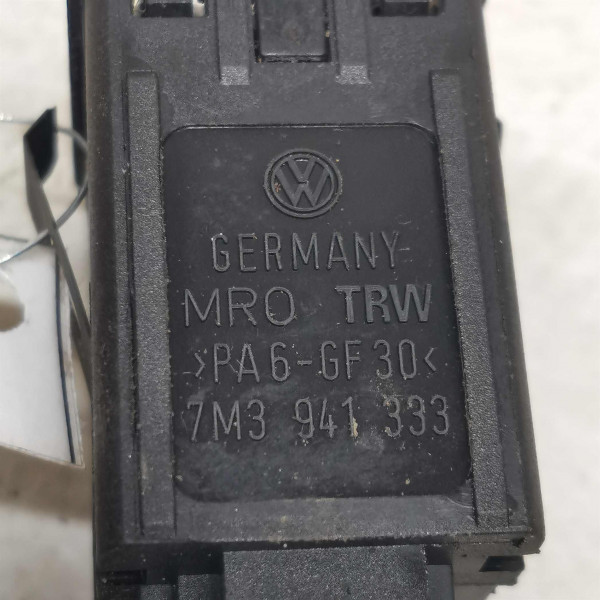 GERMANY
MRO TRW
>PA6-GF30<
7M3 941 333